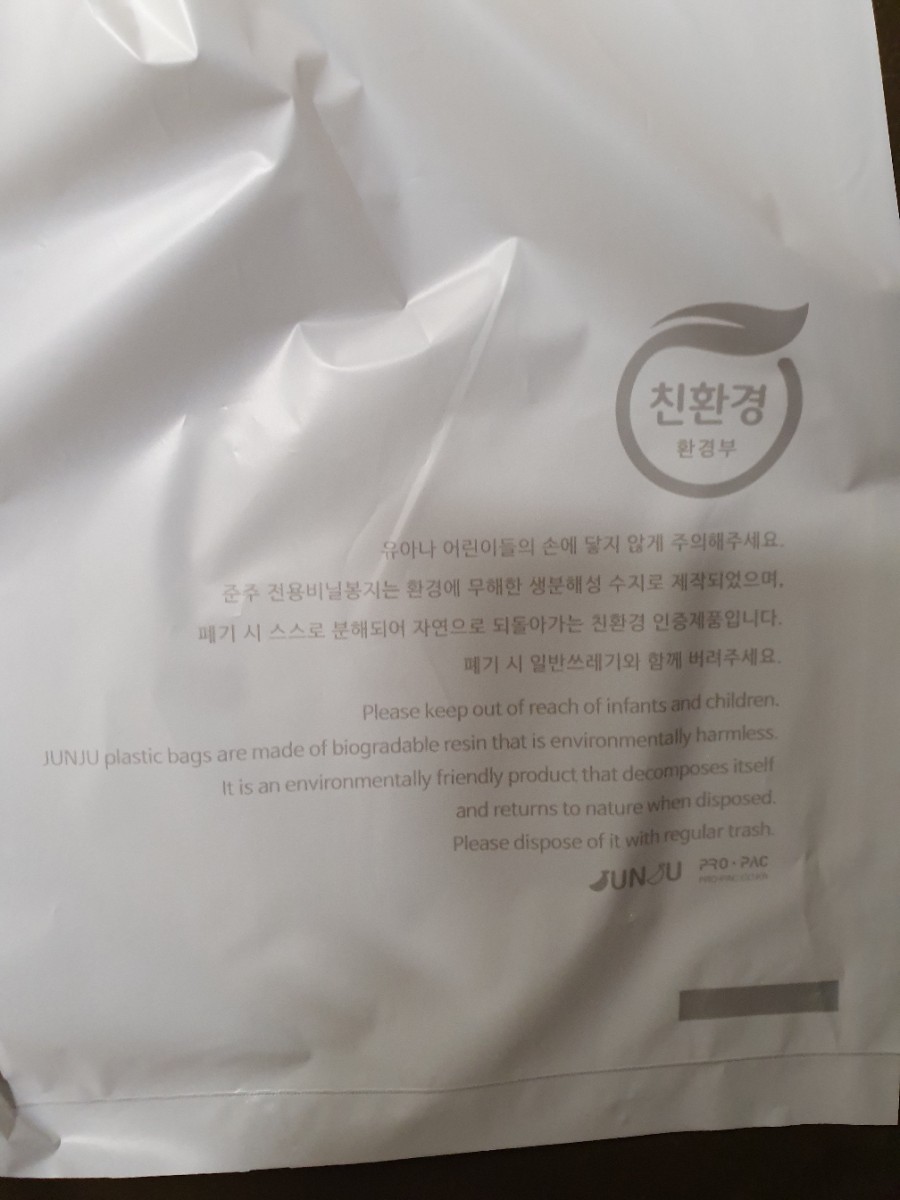 친환경
환경부
유아나 어린이들의 손에 닿지 않게 주의해주세요.
준주 전용비닐봉지는 환경에 무해한 생분해성 수지로 제작되었으며,
폐기 시 스스로 분해되어 자연으로 되돌아가는 친환경 인증제품입니다.
폐기 시 일반쓰레기와 함께 버려주세요.
Please keep out of reach of infants and children.
JUNJU plastic bags are made of biogradable resin that is environmentally harmless.
It is an environmentally friendly product that decomposes itself
and returns to nature when disposed.
Please dispose of it with regular trash.
JUNJU PRO·PAC